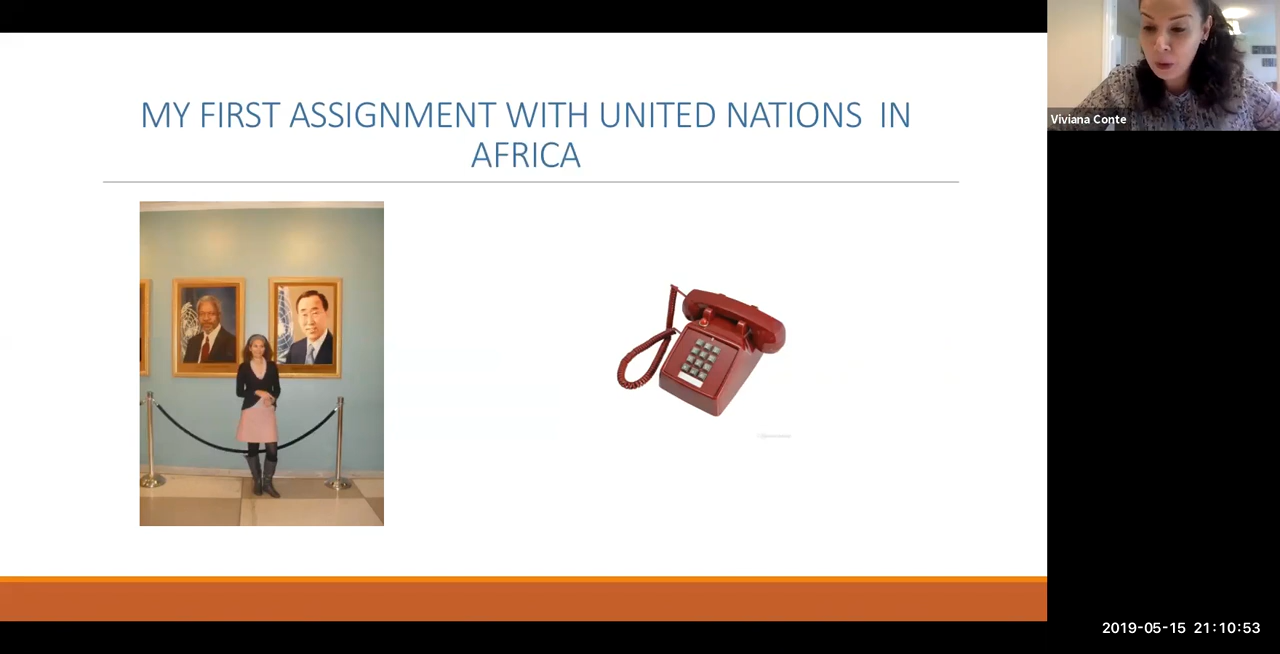 MY FIRST ASSIGNMENT WITH UNITED NATIONS IN
AFRICA
Viviana Conte
2019-05-15 21:10:53